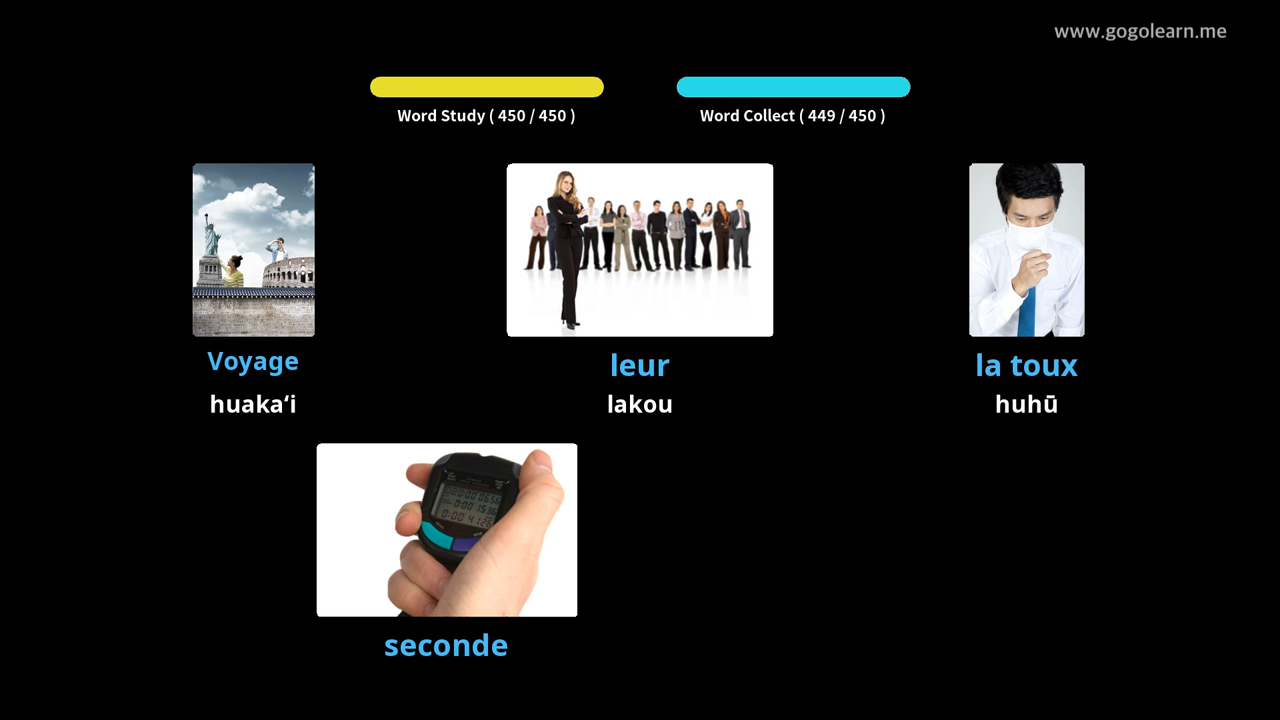 www.gogolearn.me
Word Study ( 450 / 450 )
Word Collect ( 449 / 450 )
Voyage
huakaʻi
leur
lakou
la toux
huhū
seconde